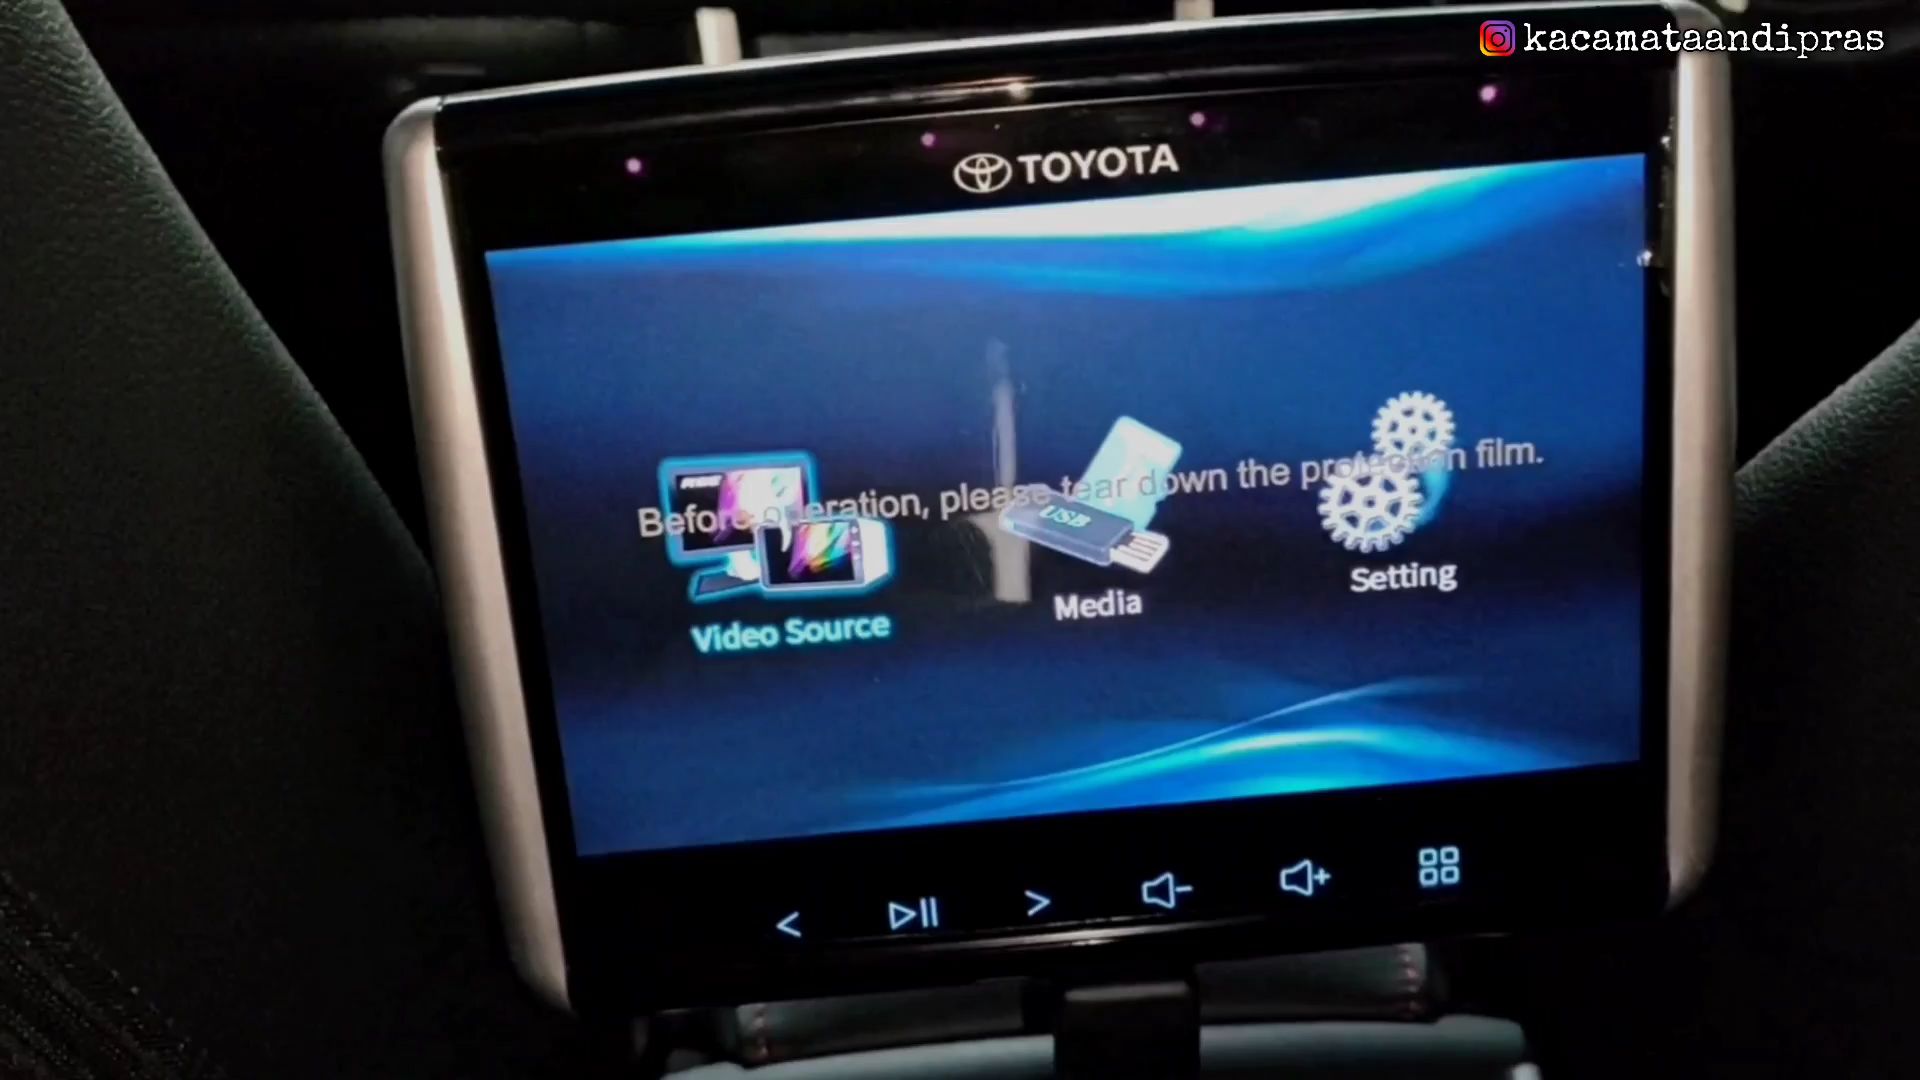 kacamataandipras
TOYOTA
Before operation, please tear down the protection film.
USB
Video Source
Media
Setting